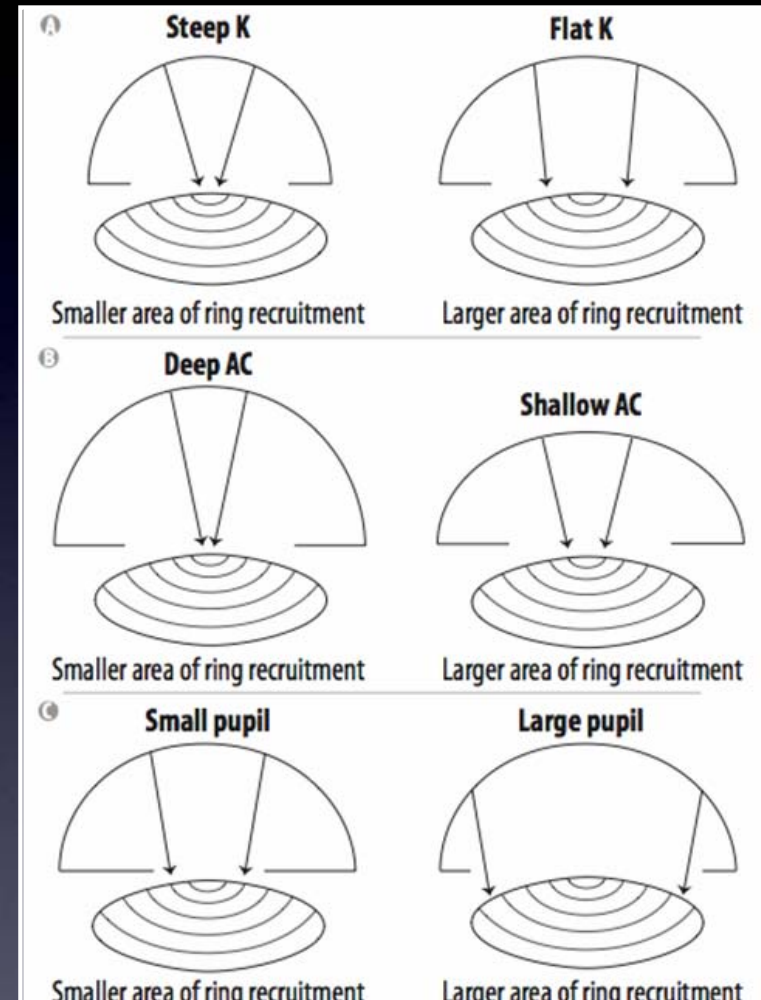 A
Steep K
Flat K
Smaller area of ring recruitment
Larger area of ring recruitment
B
Deep AC
Shallow AC
Smaller area of ring recruitment
Larger area of ring recruitment
C
Small pupil
Large pupil
Smaller area of ring recruitment
Larger area of ring recruitment